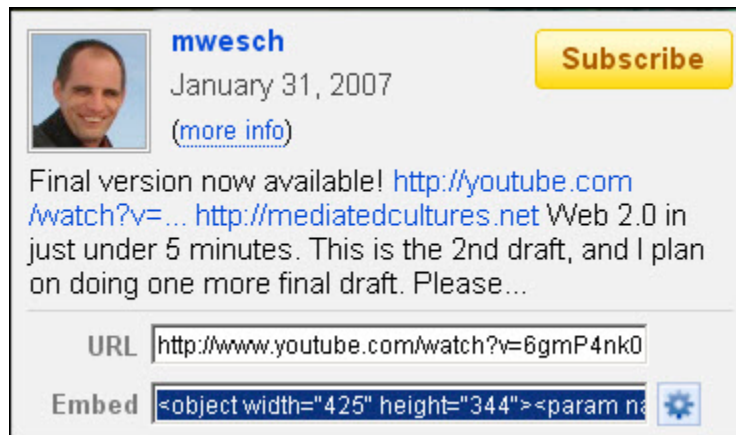 mwesch
Subscribe
January 31, 2007
(more info)
Final version now available! http://youtube.com
/watch?v=... http://mediatedcultures.net Web 2.0 in
just under 5 minutes. This is the 2nd draft, and I plan
on doing one more final draft. Please...
URL http://www.youtube.com/watch?v=6gmP4nk0
Embed <object width="425" height="344"><param na